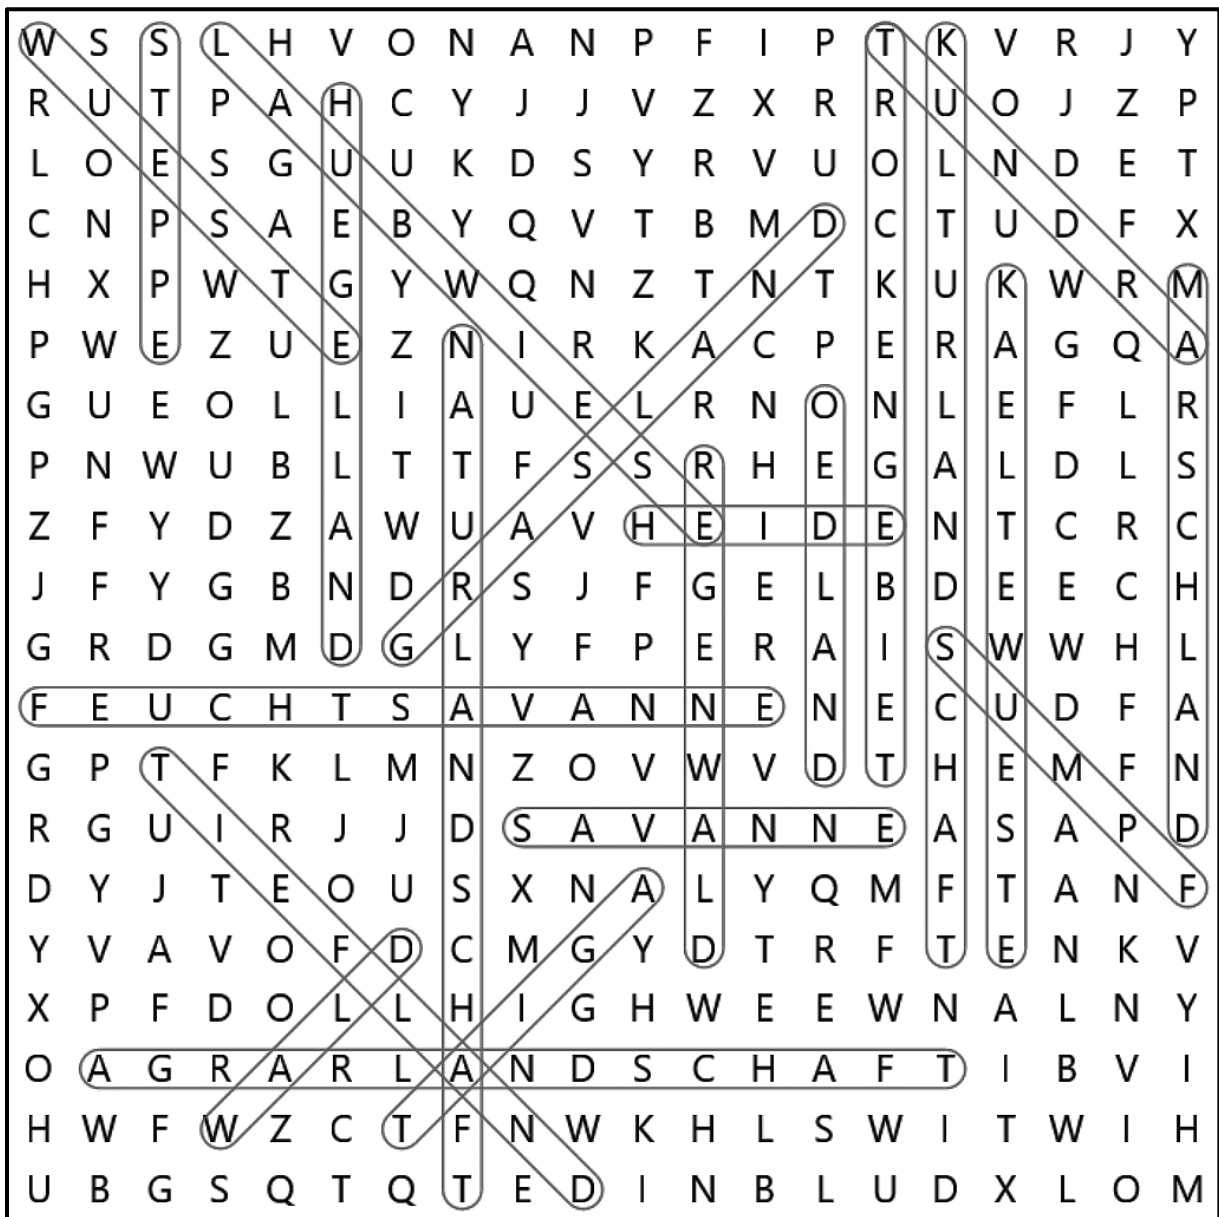 W S S L H V O N A N P F I P T K V R J Y
R U T P A H C Y J J V Z X R R U O J Z P
L O E S G U U K D S Y R V U O L N D E T
C N P S A E B Y Q V T B M D C T U D F X
H X P W T G Y W Q N Z T N T K U K W R M
P W E Z U E Z N I R K A C P E R A G Q A
G U E O L L I A U E L R N O N L E F L R
P N W U B L T T F S S R H E G A L D L S
Z F Y D Z A W U A V H E I D E N T C R C
J F Y G B N D R S J F G E L B D E E C H
G R D G M D G L Y F P E R A I S W W H L
F E U C H T S A V A N N E N E C U D F A
G P T F K L M N Z O V W V D T H E M F N
R G U I R J J D S A V A N N E A S A P D
D Y J T E O U S X N A L Y Q M F T A N F
Y V A V O F D C M G Y D T R F T E N K V
X P F D O L L H I G H W E E W N A L N Y
O A G R A R L A N D S C H A F T I B V I
H W F W Z C T F N W K H L S W I T W I H
U B G S Q T Q T E D I N B L U D X L O M